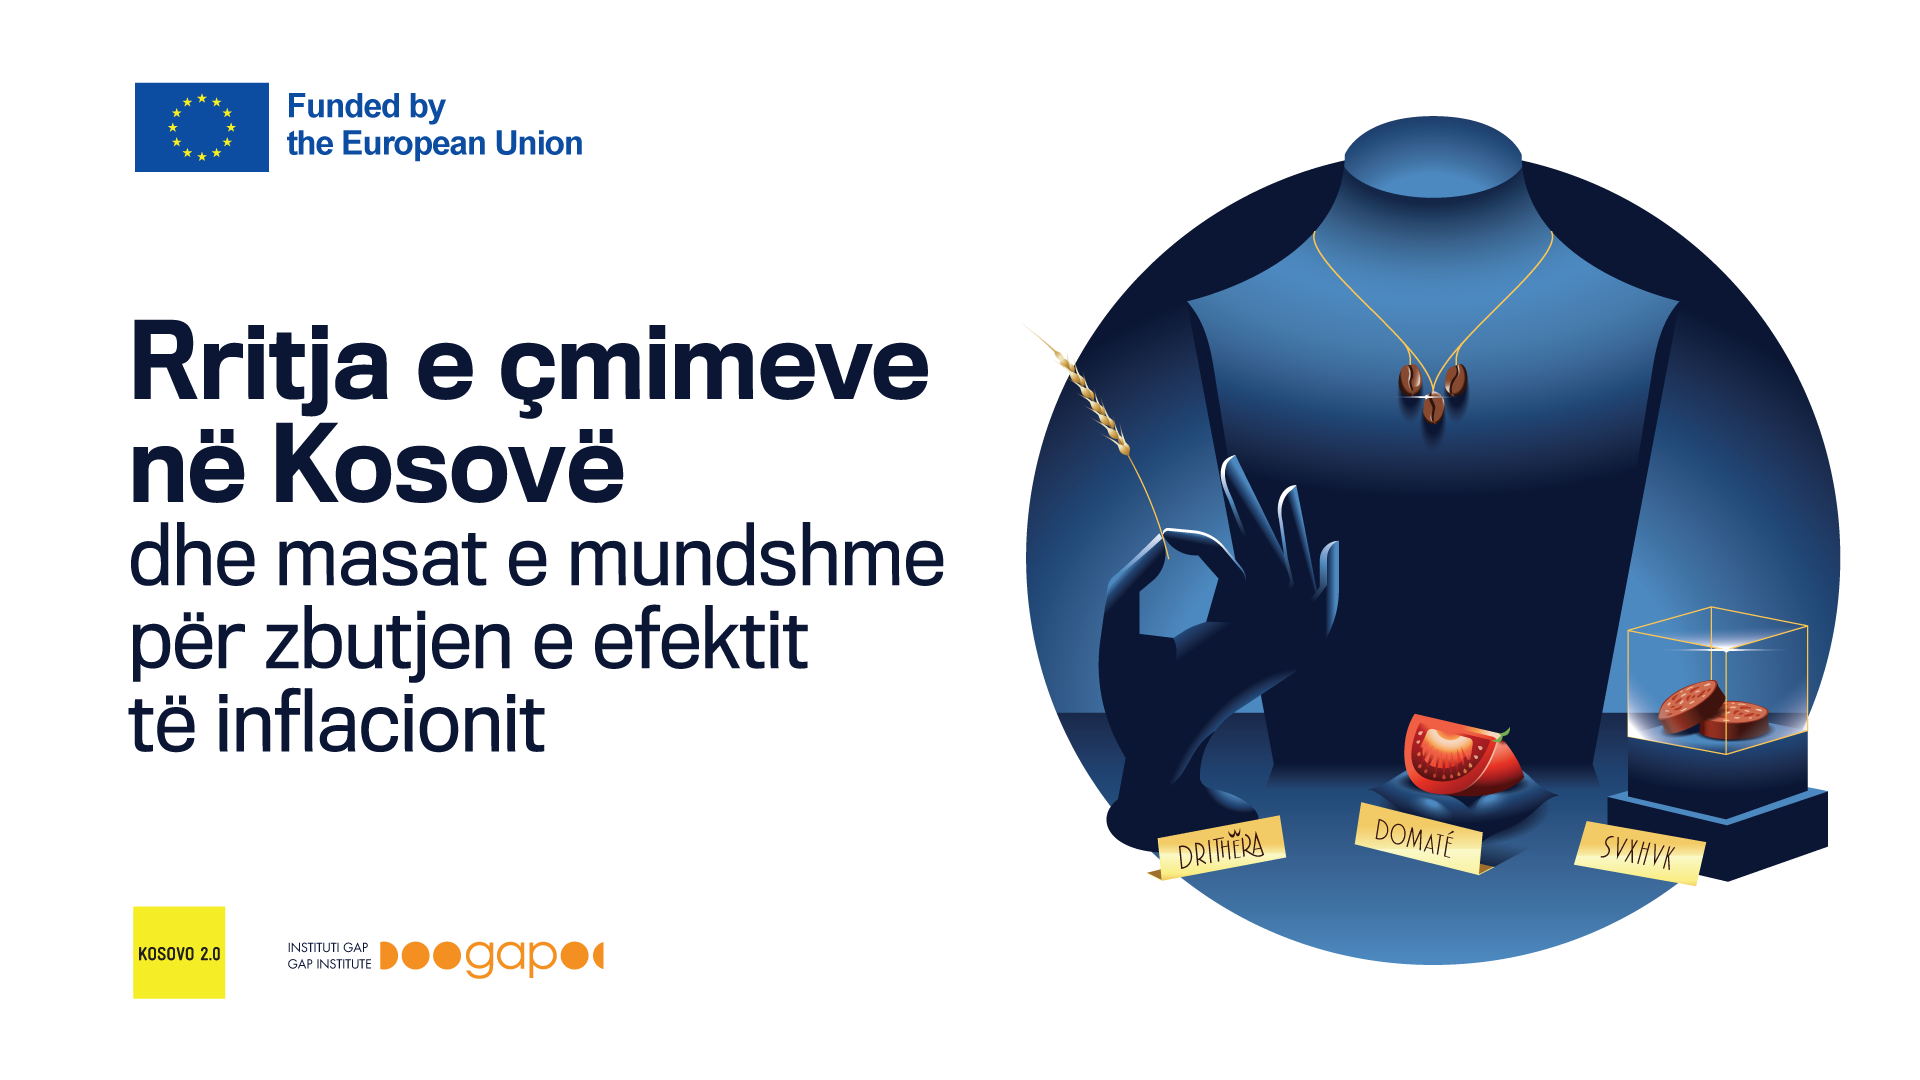 Funded by
the European Union
Rritja e çmimeve
në Kosovë
dhe masat e mundshme
për zbutjen e efektit
të inflacionit
DRITHËRA
DOMATÉ
SVXHVK
KOSOVO 2.0
INSTITUTI GAP
GAP INSTITUTE
gap